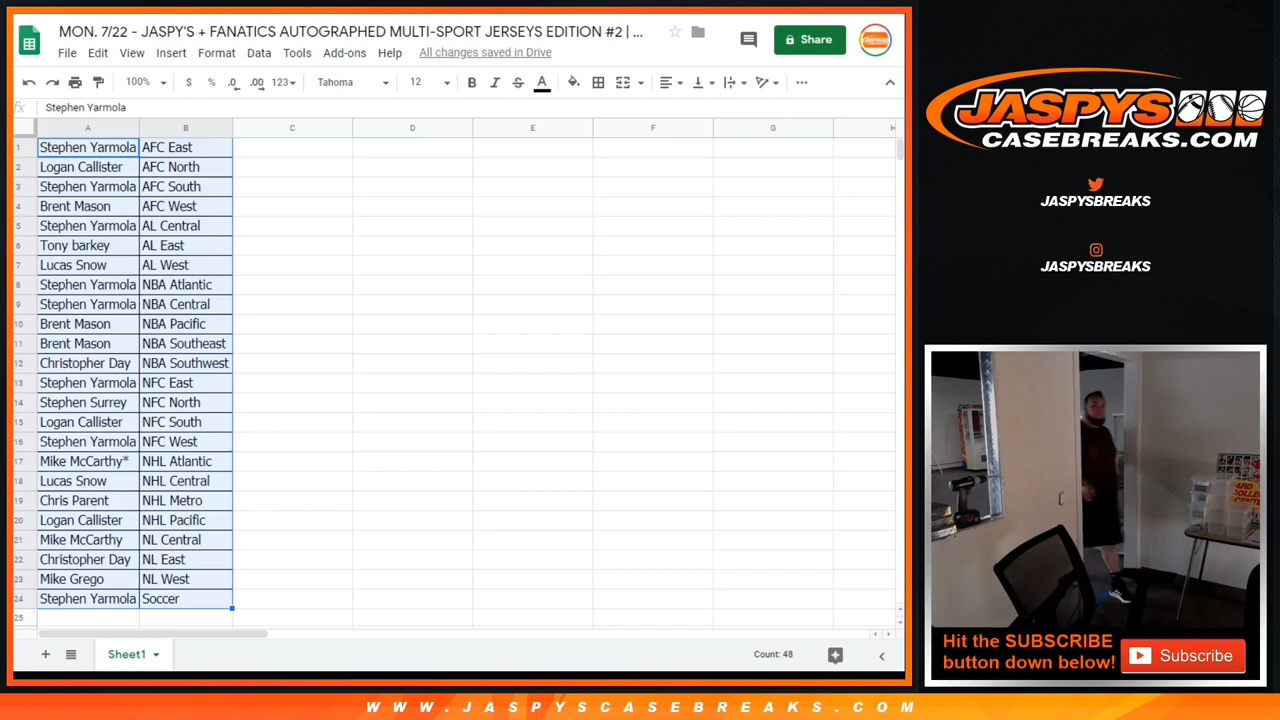 MON. 7/22 - JASPY'S + FANATICS AUTOGRAPHED MULTI-SPORT JERSEYS EDITION #2 | ...
File Edit View Format Data Tools Add-ons Help All changes saved in Drive
Share
100% $ % .0 .00 123 Tahoma 12 B I S A
fx Stephen Yarmola
A B C D E F G H
1 Stephen Yarmola AFC East
2 Logan Callister AFC North
3 Stephen Yarmola AFC South
4 Brent Mason AFC West
5 Stephen Yarmola AL Central
6 Tony barkey AL East
7 Lucas Snow AL West
8 Stephen Yarmola NBA Atlantic
9 Stephen Yarmola NBA Central
10 Brent Mason NBA Pacific
11 Brent Mason NBA Southeast
12 Christopher Day NBA Southwest
13 Stephen Yarmola NFC East
14 Stephen Surrey NFC North
15 Logan Callister NFC South
16 Stephen Yarmola NFC West
17 Mike McCarthy* NHL Atlantic
18 Lucas Snow NHL Central
19 Chris Parent NHL Metro
20 Logan Callister NHL Pacific
21 Mike McCarthy NL Central
22 Christopher Day NL East
23 Mike Grego NL West
24 Stephen Yarmola Soccer
25
Sheet1
Count: 48
JASPYS
CASEBREAKS.COM
JASPYSBREAKS
JASPYSBREAKS
Hit the SUBSCRIBE
button down below!
Subscribe
WWW.JASPYSCASEBREAKS.COM